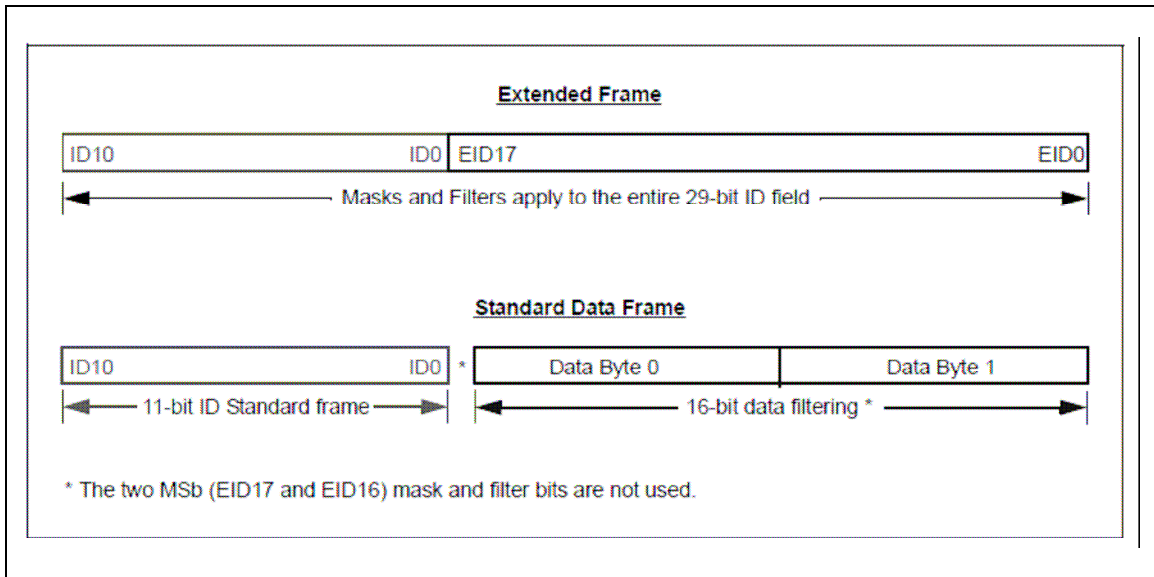 Extended Frame
ID10 ID0 EID17 EID0
Masks and Filters apply to the entire 29-bit ID field
Standard Data Frame
ID10 ID0 * Data Byte 0 Data Byte 1
11-bit ID Standard frame 16-bit data filtering *
* The two MSb (EID17 and EID16) mask and filter bits are not used.